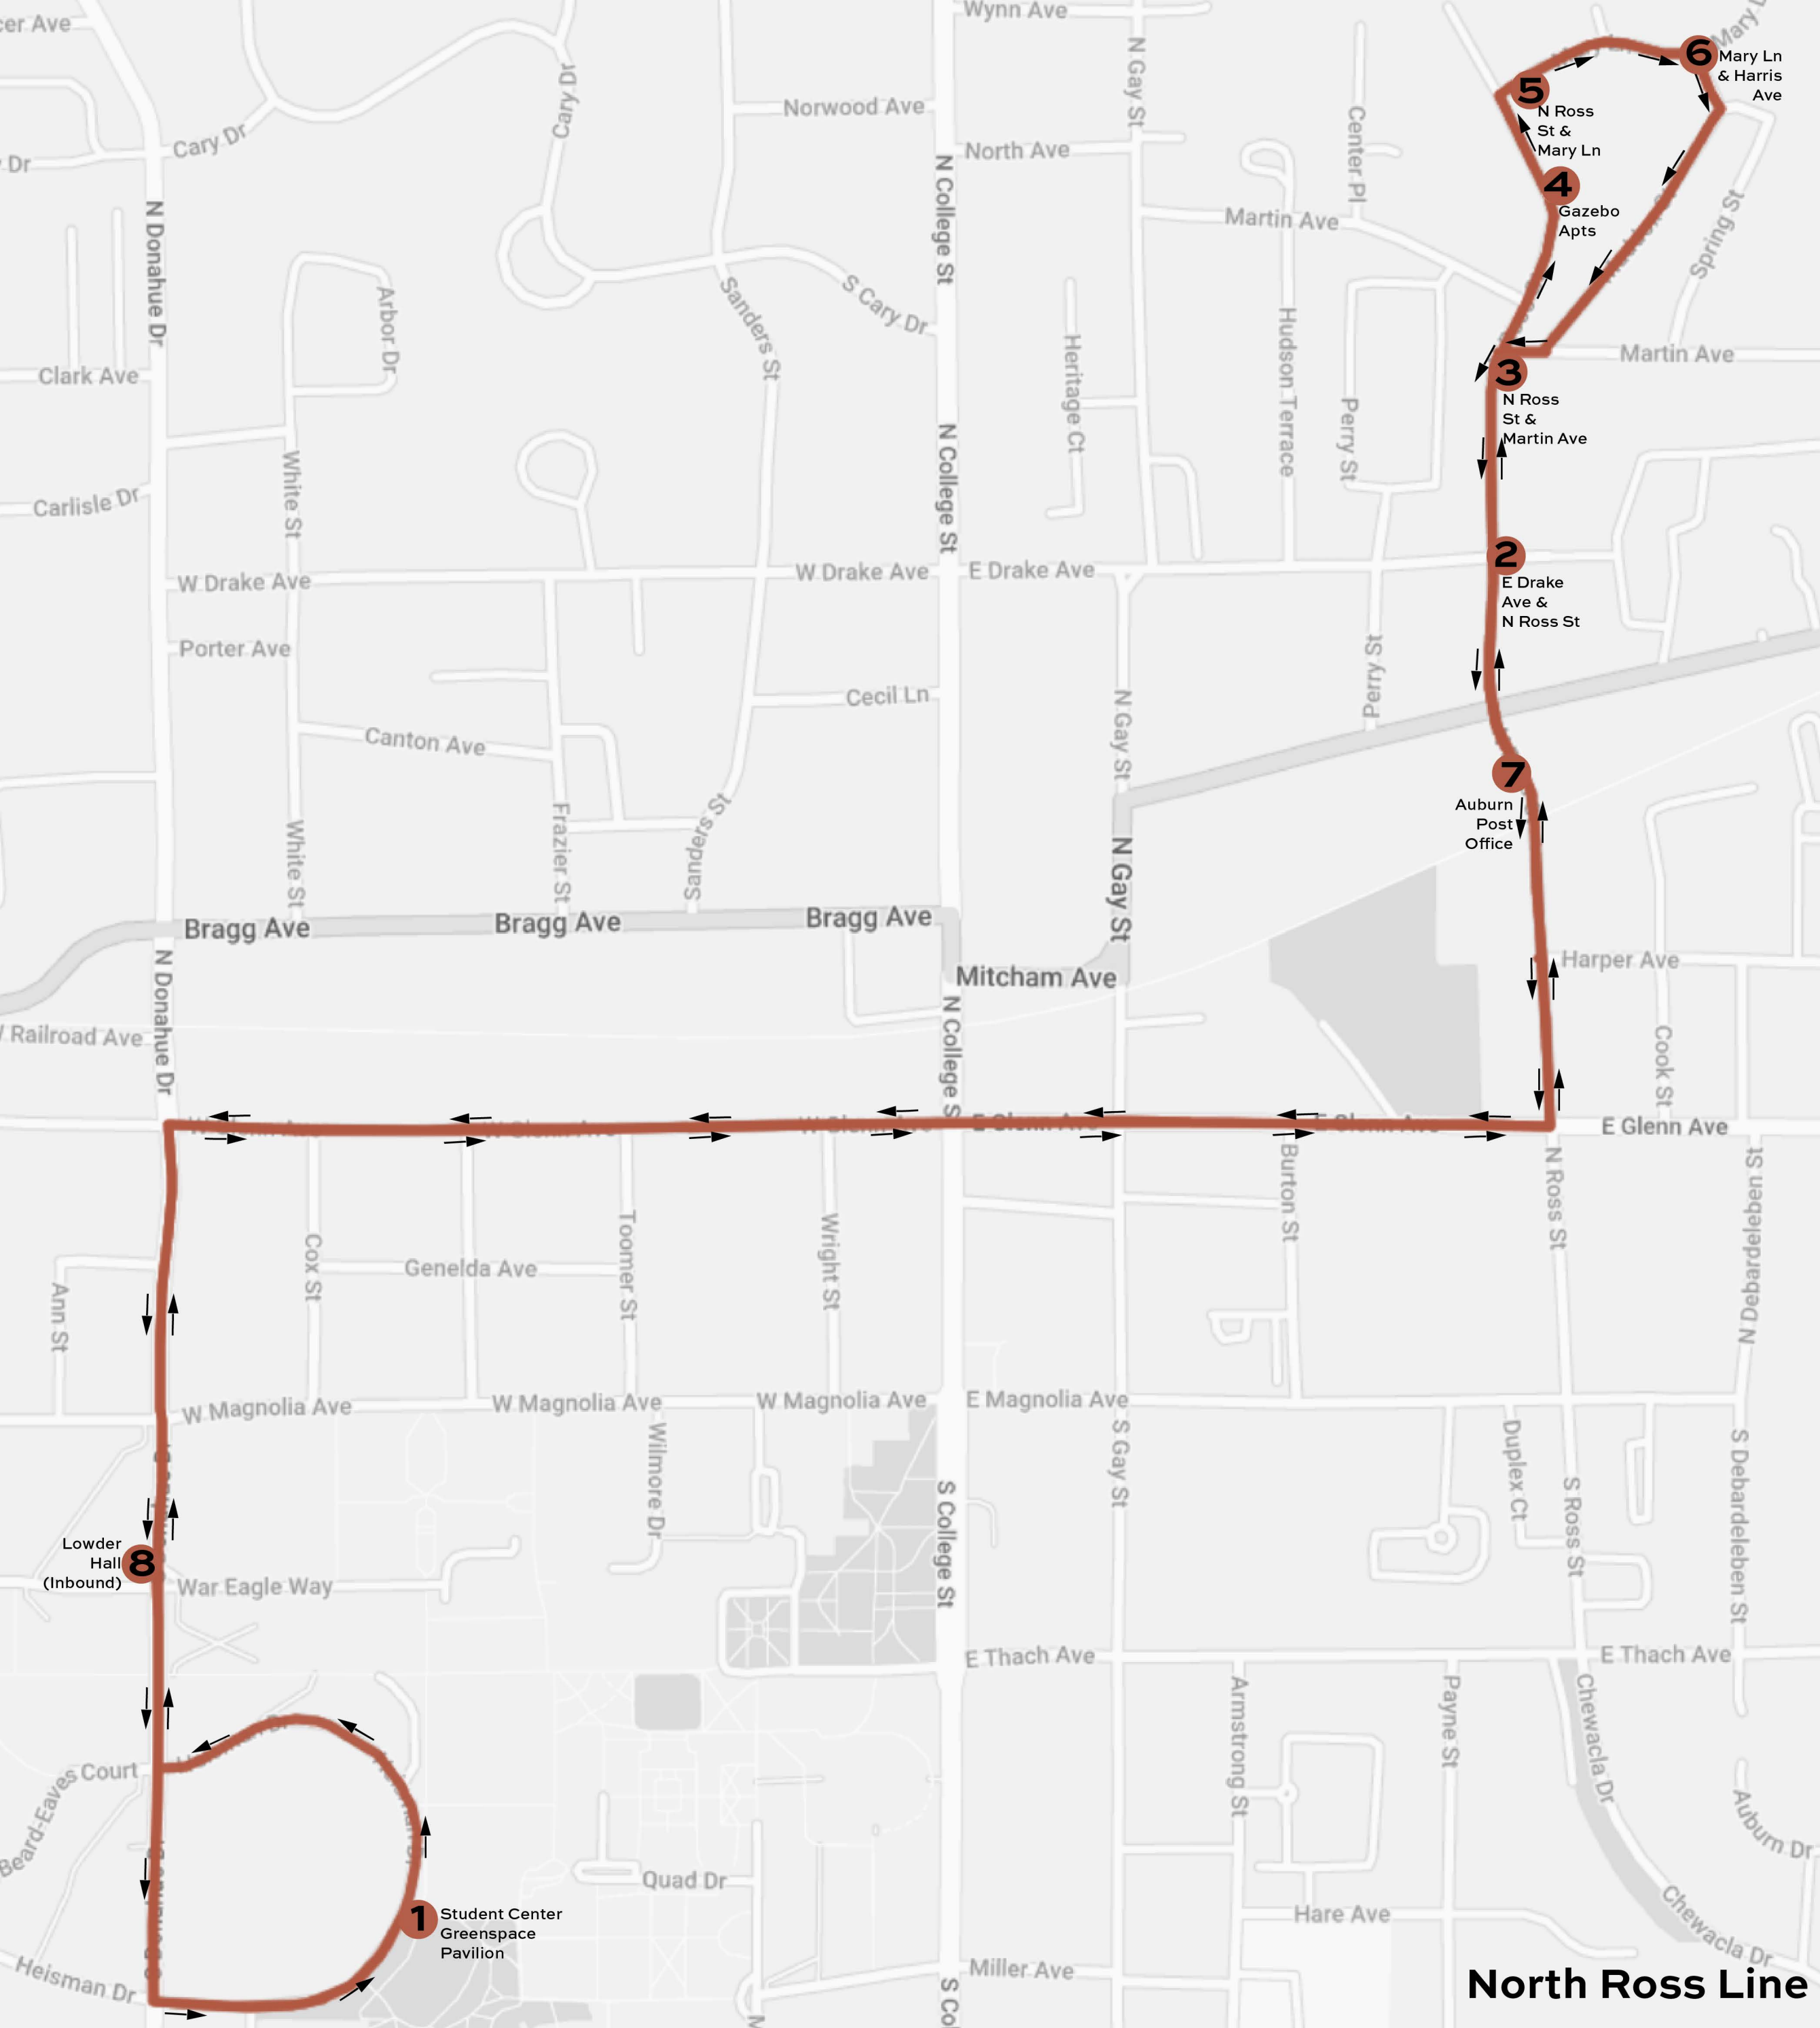 cer Ave
Wynn Ave
Mary L
N Gay St
Cary Dr
Norwood Ave
Center Pl
6
Mary Ln
& Harris
Ave
5
N Ross
St &
Mary Ln
Cary Dr
Dr
North Ave
N College St
4
Gazebo
Apts
N Donahue Dr
Martin Ave
Spring St
Arbor Dr
Sanders St
S Cary Dr
Heritage Ct
Hudson Terrace
Martin Ave
Clark Ave
3
N Ross
St &
Martin Ave
Perry St
N College St
White St
Carlisle Dr
W Drake Ave
W Drake Ave
E Drake Ave
2
E Drake
Ave &
N Ross St
Porter Ave
Perry St
Cecil Ln
N Gay St
Canton Ave
7
Auburn
Post
Office
Frazier St
Sanders St
White St
N Gay St
Bragg Ave
Bragg Ave
Bragg Ave
Mitcham Ave
Harper Ave
N Donahue Dr
N College S
W Railroad Ave
Cook St
E Glenn Ave
Cox St
Genelda Ave
Toomer St
Wright St
Burton St
N Ross St
N Debardeleben St
Ann St
W Magnolia Ave
W Magnolia Ave
W Magnolia Ave
E Magnolia Ave
Wilmore Dr
S College St
S Gay St
Duplex Ct
S Ross St
S Debardeleben St
Lowder
Hall
(Inbound)
8
War Eagle Way
E Thach Ave
E Thach Ave
Armstrong St
Payne St
Chewacla Dr
Beard-Eaves Court
Auburn Dr
Quad Dr
1
Student Center
Greenspace
Pavilion
Hare Ave
Chewacla Dr
Heisman Dr
Miller Ave
S Col
North Ross Line